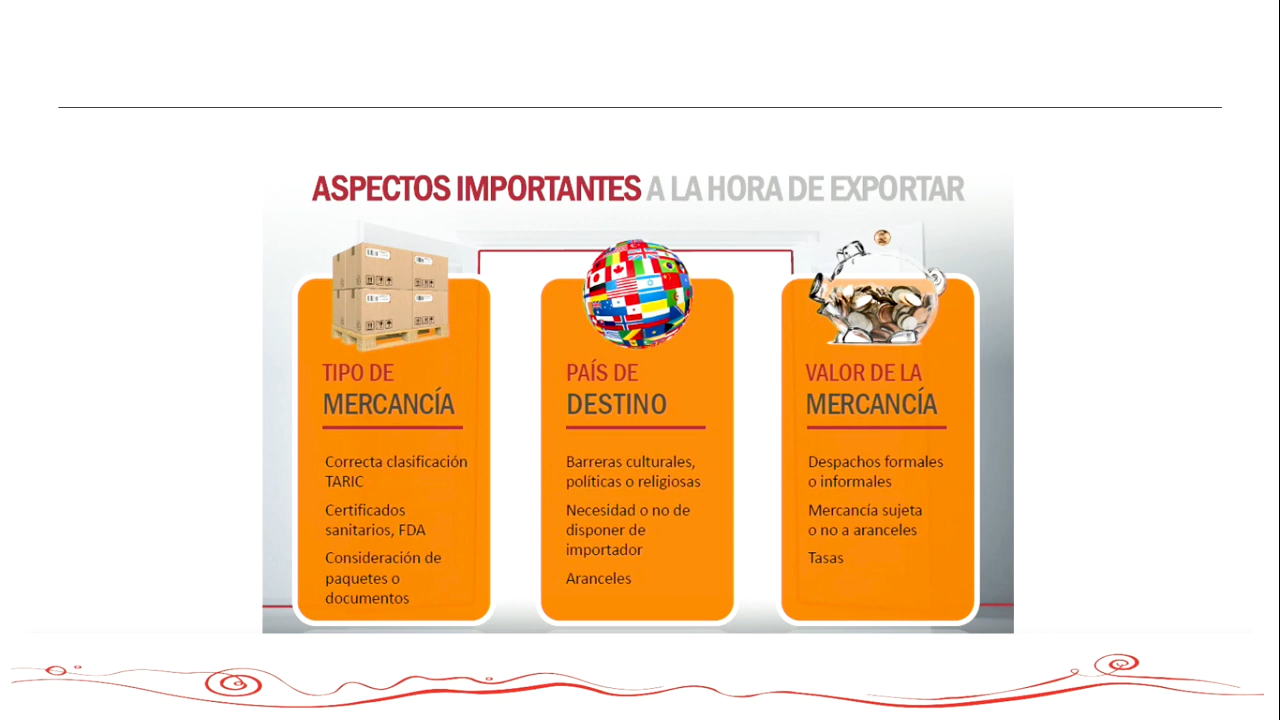 ASPECTOS IMPORTANTES A LA HORA DE EXPORTAR
TIPO DE
MERCANCÍA
Correcta clasificación
TARIC
Certificados
sanitarios, FDA
Consideración de
paquetes o
documentos
PAÍS DE
DESTINO
Barreras culturales,
políticas o religiosas
Necesidad o no de
disponer de
importador
Aranceles
VALOR DE LA
MERCANCÍA
Despachos formales
o informales
Mercancía sujeta
o no a aranceles
Tasas